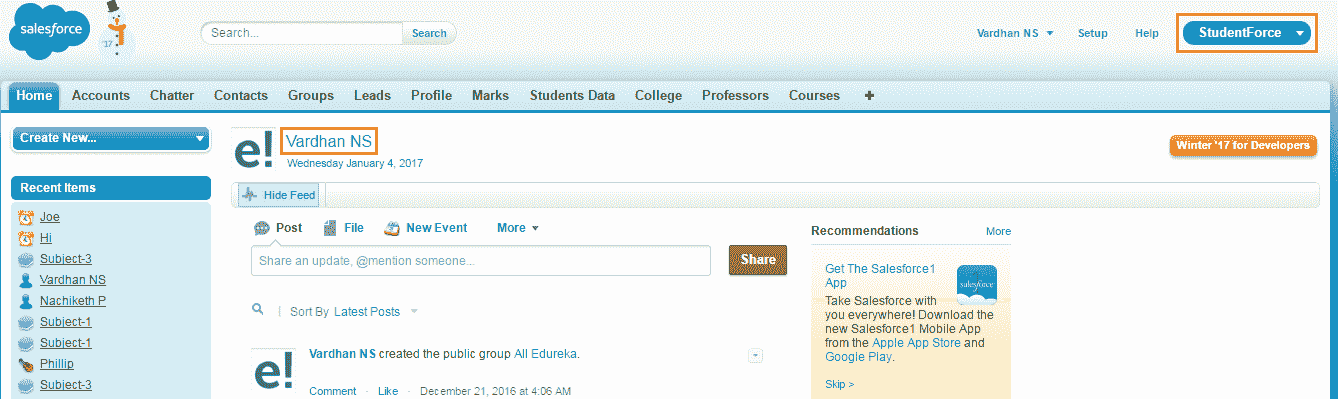 salesforce
'17
Search...
Search
Vardhan NS
Setup
Help
StudentForce
Home
Accounts
Chatter
Contacts
Groups
Leads
Profile
Marks
Students Data
College
Professors
Courses
+
Create New...
Recent Items
Joe
Hi
Subject-3
Vardhan NS
Nachiketh P
Subject-1
Subject-1
Phillip
Subject-3
e!
Vardhan NS
Wednesday January 4, 2017
Winter '17 for Developers
Hide Feed
Post
File
New Event
More
Share an update, @mention someone...
Share
Sort By Latest Posts
e!
Vardhan NS created the public group All Edureka.
Comment · Like · December 21, 2016 at 4:06 AM
Recommendations
More
Get The Salesforce1
App
salesforce
Take Salesforce with
you everywhere! Download the
new Salesforce1 Mobile App
from the Apple App Store and
Google Play.
Skip >